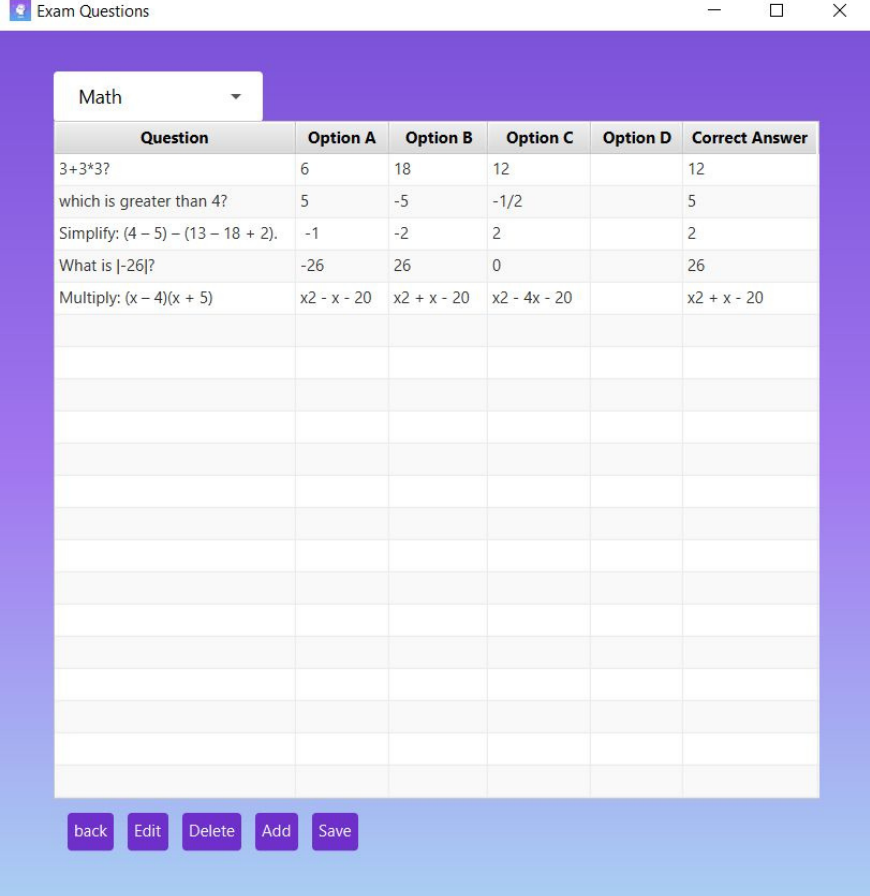 Exam Questions
Math
Question Option A Option B Option C Option D Correct Answer
3+3*3? 6 18 12 12
which is greater than 4? 5 -5 -1/2 5
Simplify: (4 – 5) – (13 – 18 + 2). -1 -2 2 2
What is |-26|? -26 26 0 26
Multiply: (x – 4)(x + 5) x2 - x - 20 x2 + x - 20 x2 - 4x - 20 x2 + x - 20
back Edit Delete Add Save